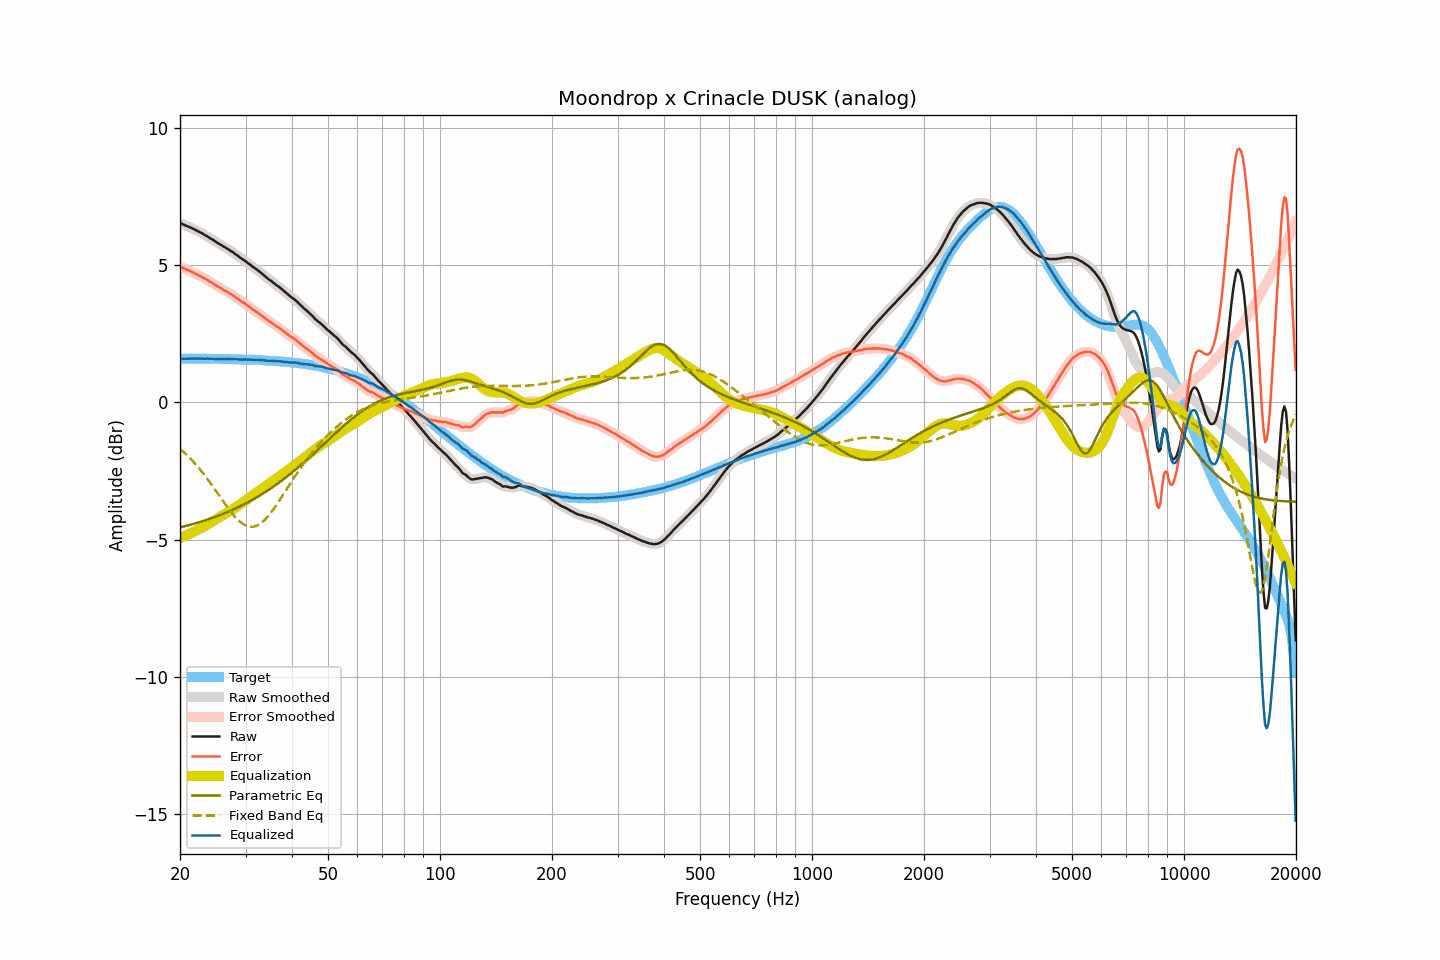 Moondrop x Crinacle DUSK (analog)
10
5
0
−5
−10
−15
Amplitude (dBr)
Target
Raw Smoothed
Error Smoothed
Raw
Error
Equalization
Parametric Eq
Fixed Band Eq
Equalized
20 50 100 200 500 1000 2000 5000 10000 20000
Frequency (Hz)